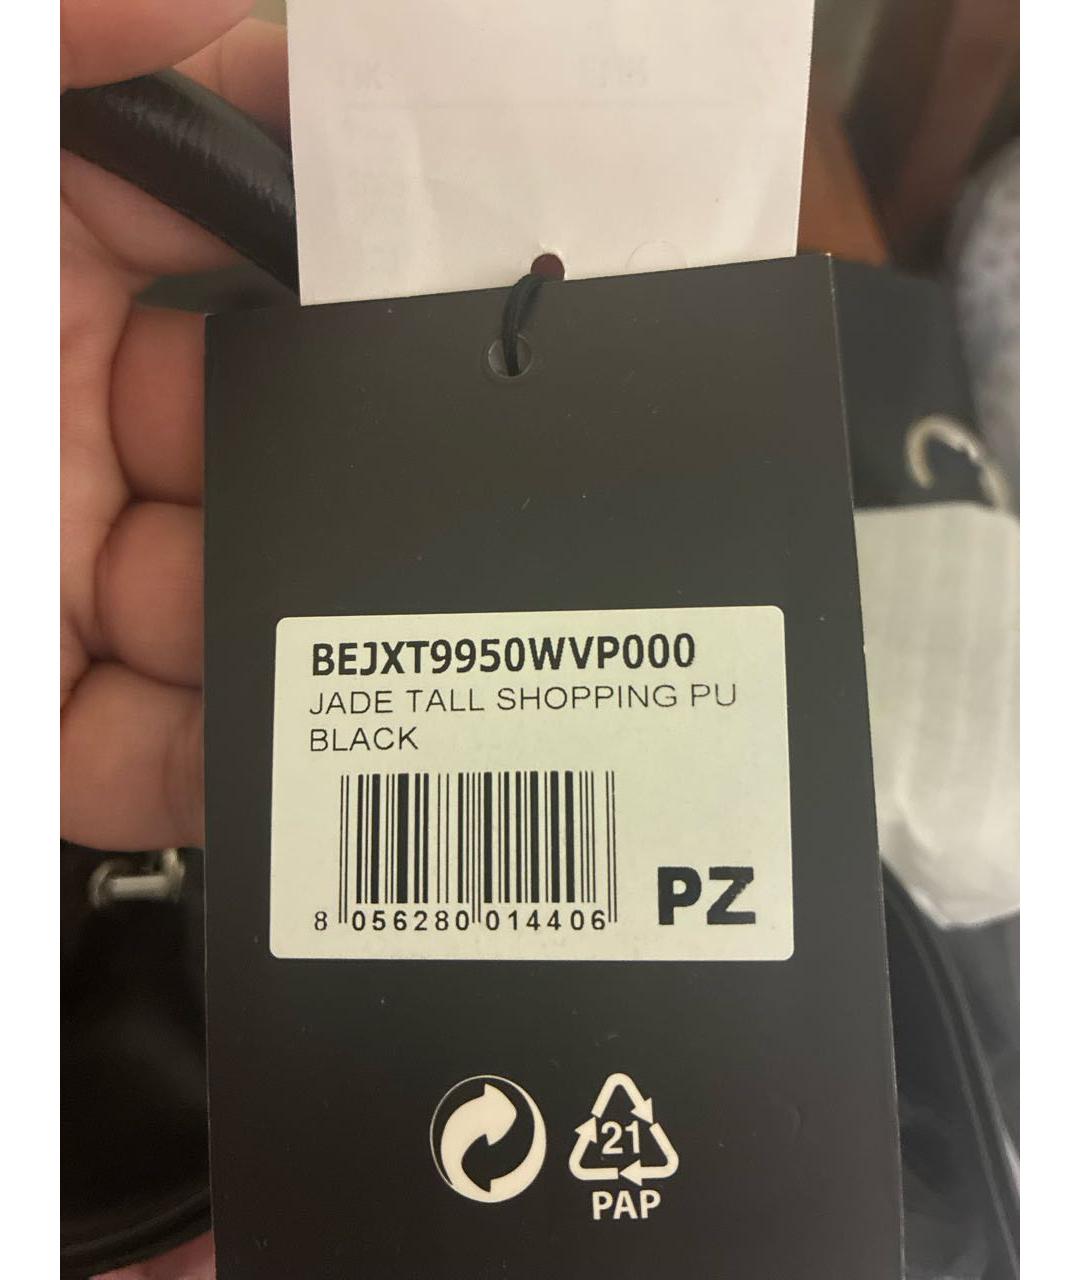 BEJXT9950WVP000
JADE TALL SHOPPING PU
BLACK
8 056280 014406
PZ
21
PAP